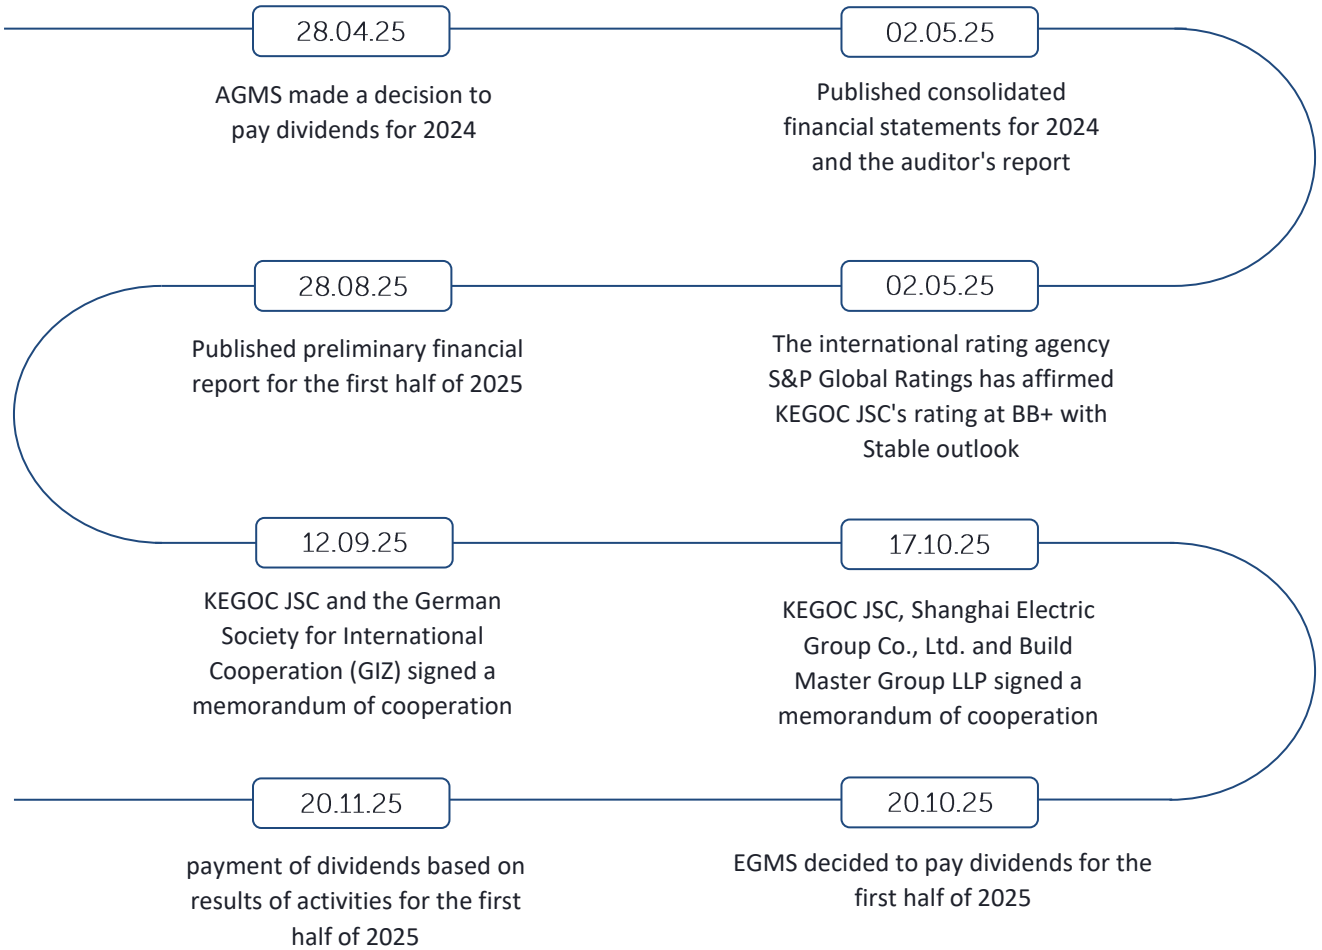 28.04.25
AGMS made a decision to
pay dividends for 2024
02.05.25
Published consolidated
financial statements for 2024
and the auditor's report
02.05.25
The international rating agency
S&P Global Ratings has affirmed
KEGOC JSC's rating at BB+ with
Stable outlook
28.08.25
Published preliminary financial
report for the first half of 2025
12.09.25
KEGOC JSC and the German
Society for International
Cooperation (GIZ) signed a
memorandum of cooperation
17.10.25
KEGOC JSC, Shanghai Electric
Group Co., Ltd. and Build
Master Group LLP signed a
memorandum of cooperation
20.10.25
EGMS decided to pay dividends for the
first half of 2025
20.11.25
payment of dividends based on
results of activities for the first
half of 2025